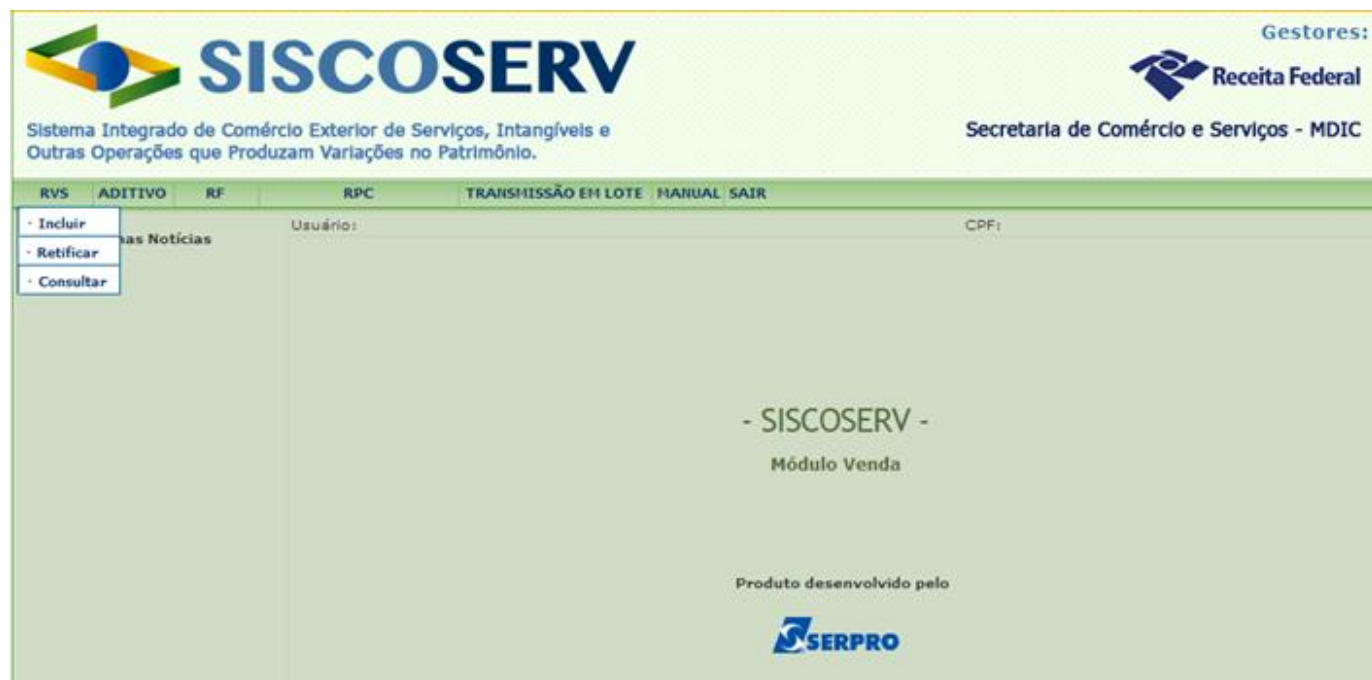 SISCOSERV
Gestores:
Receita Federal
Sistema Integrado de Comércio Exterior de Serviços, Intangíveis e
Outras Operações que Produzam Variações no Patrimônio.
Secretaria de Comércio e Serviços - MDIC
RVS ADITIVO RF RPC TRANSMISSÃO EM LOTE MANUAL SAIR
· Incluir
· Retificar
· Consultar
Notícias
Usuário:
CPF:
- SISCOSERV -
Módulo Venda
Produto desenvolvido pelo
SERPRO